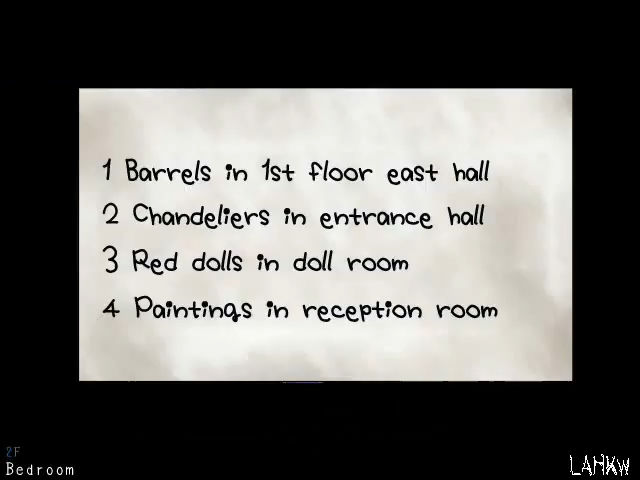 1 Barrels in 1st floor east hall
2 Chandeliers in entrance hall
3 Red dolls in doll room
4 Paintings in reception room
2F
Bedroom
LAHKW